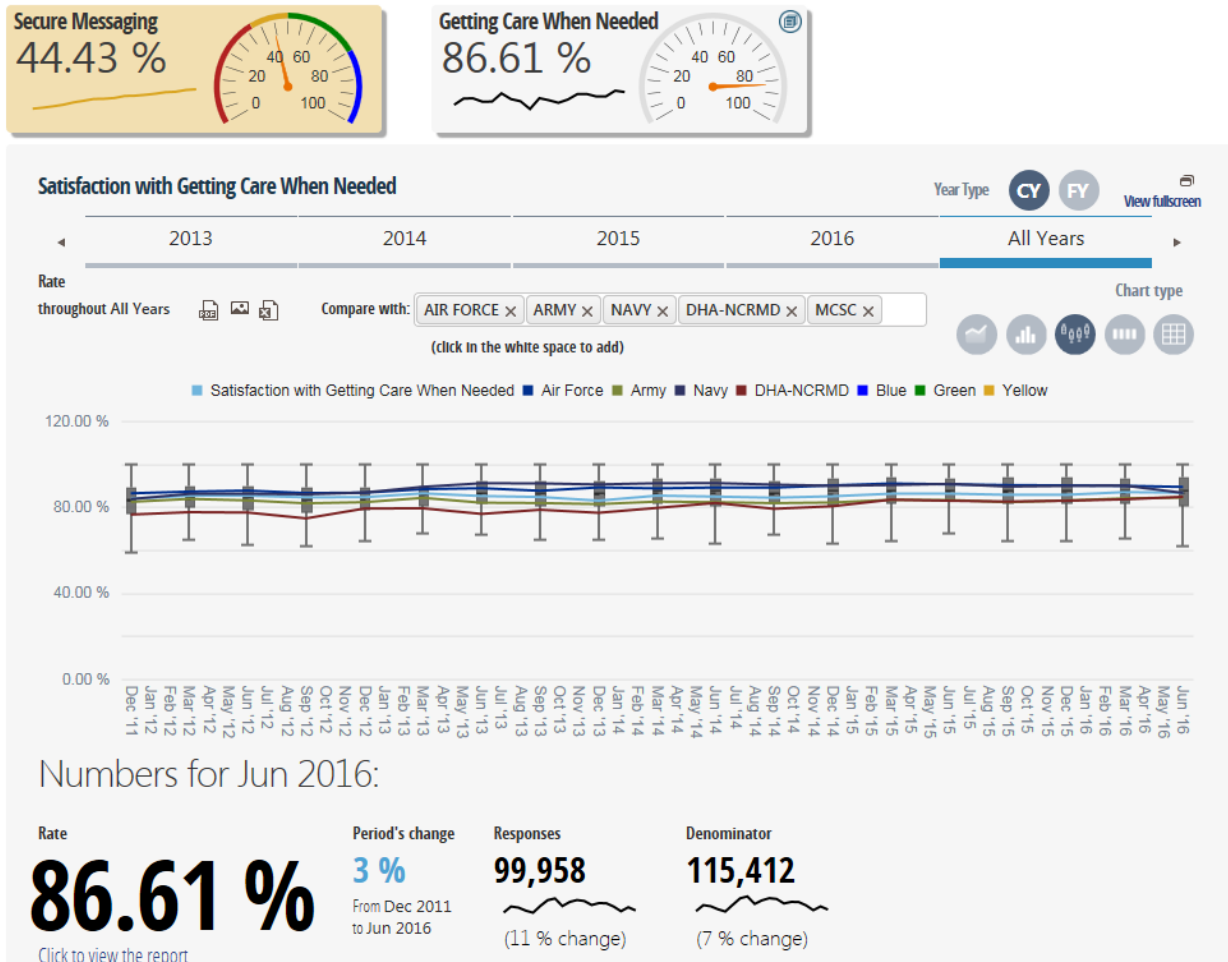 Secure Messaging
44.43 %
0 20 40 60 80 100
Getting Care When Needed
86.61 %
0 20 40 60 80 100
Satisfaction with Getting Care When Needed
Year Type CY FY
View fullscreen
2013 2014 2015 2016 All Years
Rate
throughout All Years
Compare with: AIR FORCE × ARMY × NAVY × DHA-NCRMD × MCSC ×
(click in the white space to add)
Chart type
Satisfaction with Getting Care When Needed Air Force Army Navy DHA-NCRMD Blue Green Yellow
120.00 %
80.00 %
40.00 %
0.00 %
Dec '11 Jan '12 Feb '12 Mar '12 Apr '12 May '12 Jun '12 Jul '12 Aug '12 Sep '12 Oct '12 Nov '12 Dec '12 Jan '13 Feb '13 Mar '13 Apr '13 May '13 Jun '13 Jul '13 Aug '13 Sep '13 Oct '13 Nov '13 Dec '13 Jan '14 Feb '14 Mar '14 Apr '14 May '14 Jun '14 Jul '14 Aug '14 Sep '14 Oct '14 Nov '14 Dec '14 Jan '15 Feb '15 Mar '15 Apr '15 May '15 Jun '15 Jul '15 Aug '15 Sep '15 Oct '15 Nov '15 Dec '15 Jan '16 Feb '16 Mar '16 Apr '16 May '16 Jun '16
Numbers for Jun 2016:
Rate
86.61 %
Click to view the report
Period's change
3 %
From Dec 2011
to Jun 2016
Responses
99,958
(11 % change)
Denominator
115,412
(7 % change)